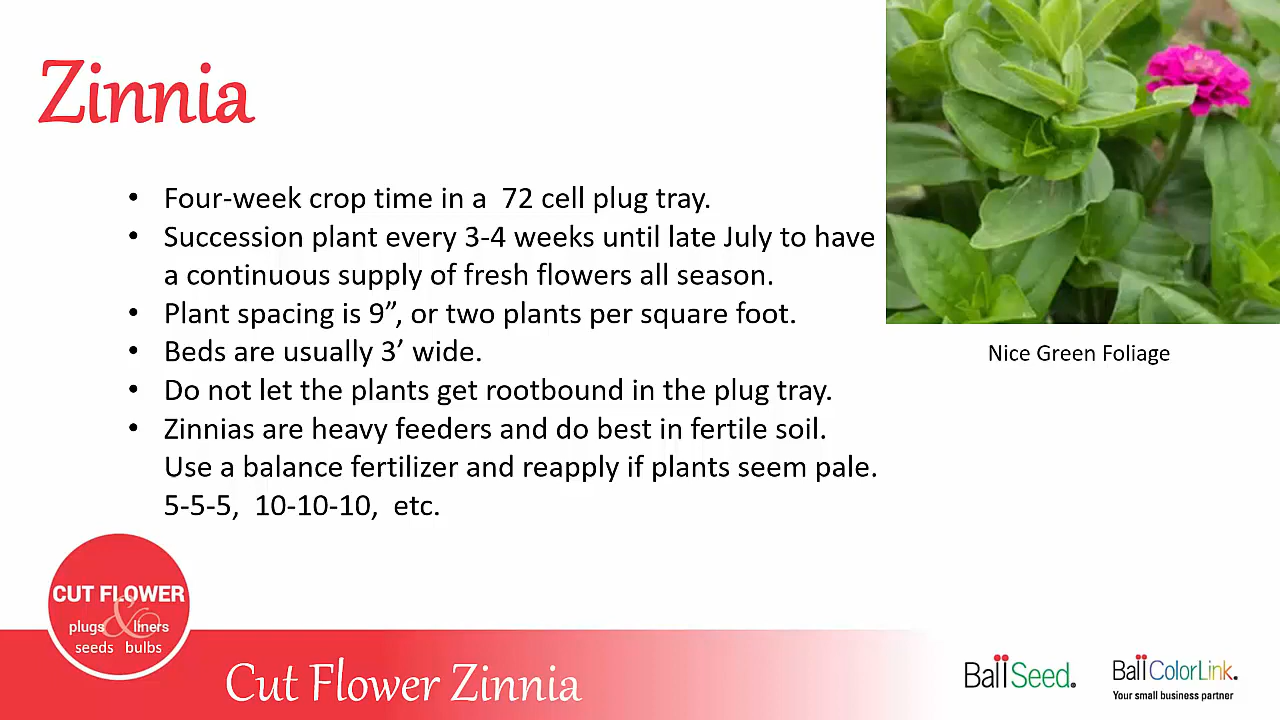 Zinnia
• Four-week crop time in a  72 cell plug tray.
• Succession plant every 3-4 weeks until late July to have
a continuous supply of fresh flowers all season.
• Plant spacing is 9”, or two plants per square foot.
• Beds are usually 3’ wide.
• Do not let the plants get rootbound in the plug tray.
• Zinnias are heavy feeders and do best in fertile soil.
Use a balance fertilizer and reapply if plants seem pale.
5-5-5,  10-10-10,  etc.
Nice Green Foliage
CUT FLOWER
plugs & liners
seeds bulbs
Cut Flower Zinnia
Ball Seed.
Ball ColorLink.
Your small business partner